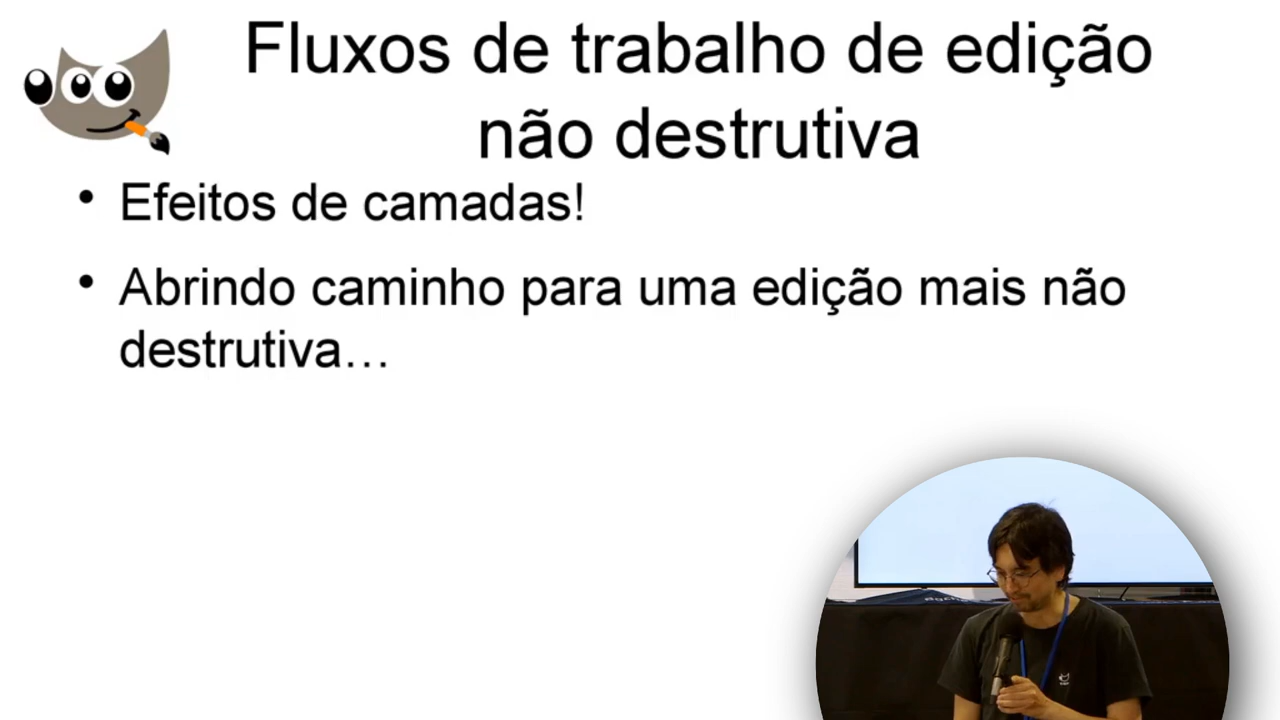 Fluxos de trabalho de edição
não destrutiva
• Efeitos de camadas!
• Abrindo caminho para uma edição mais não
destrutiva…